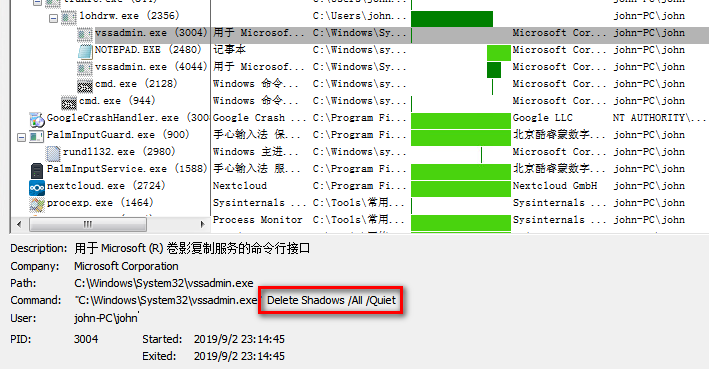 lohdrw.exe (2356) C:\Users\john... john-PC\john
vssadmin.exe (3004) 用于 Microsof... C:\Windows\Sy... Microsoft Cor... john-PC\john
NOTEPAD.EXE (2480) 记事本 C:\Windows\Sy... Microsoft Cor... john-PC\john
vssadmin.exe (4044) 用于 Microsof... C:\Windows\Sy... Microsoft Cor... john-PC\john
cmd.exe (2128) Windows 命令... C:\Windows\Sy... Microsoft Cor... john-PC\john
cmd.exe (944) Windows 命令... C:\Windows\Sy... Microsoft Cor... john-PC\john
GoogleCrashHandler.exe (300 Google Crash ... C:\Program Fi... Google LLC NT AUTHORITY\...
PalmInputGuard.exe (900) 手心输入法 保... C:\Program Fi... 北京酷睿蒙数字... john-PC\john
rundll32.exe (2980) Windows 主进... C:\Windows\Sy... Microsoft Cor... john-PC\john
PalmInputService.exe (1588) 手心输入法 服... C:\Program Fi... 北京酷睿蒙数字... john-PC\john
nextcloud.exe (2724) Nextcloud C:\Program Fi... Nextcloud GmbH john-PC\john
procexp.exe (1464) Sysinternals ... C:\Tools\常用... Sysinternals ... john-PC\john
Process Monitor C:\Tools\常用... Sysinternals ... john-PC\john
Description: 用于 Microsoft (R) 卷影复制服务的命令行接口
Company: Microsoft Corporation
Path: C:\Windows\System32\vssadmin.exe
Command: "C:\Windows\System32\vssadmin.exe" Delete Shadows /All /Quiet
User: john-PC\john
PID: 3004 Started: 2019/9/2 23:14:45
Exited: 2019/9/2 23:14:45